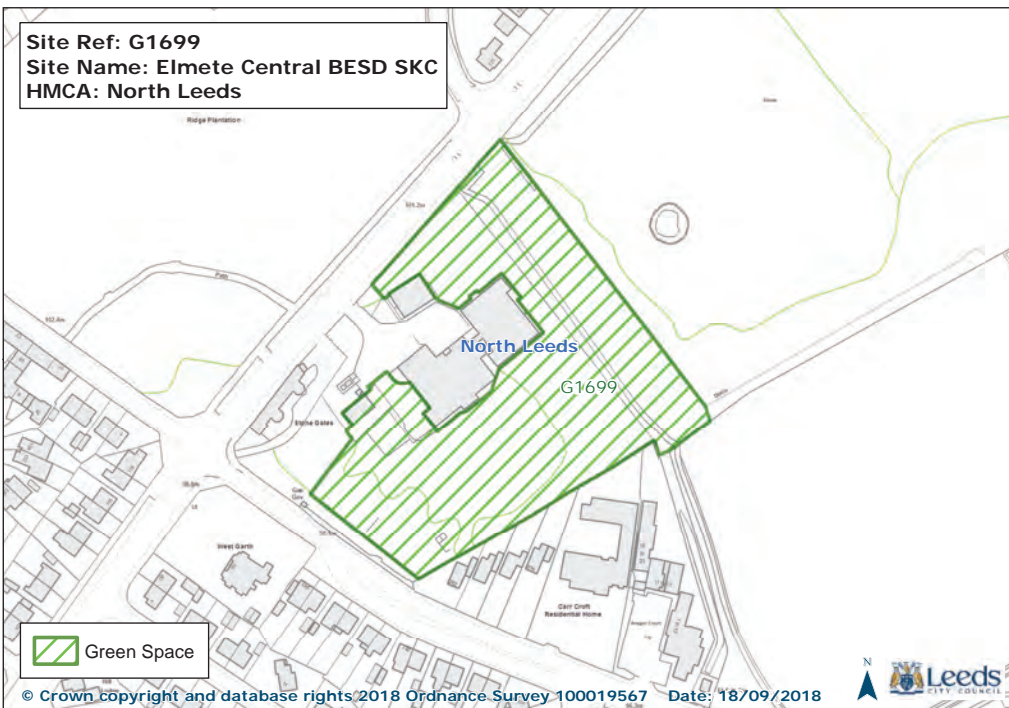 Site Ref: G1699
Site Name: Elmete Central BESD SKC
HMCA: North Leeds
Ridge Plantation
Path
North Leeds
G1699
Drain
West Garth
Carr Croft
Residential Home
Green Space
N
Leeds
CITY COUNCIL
© Crown copyright and database rights 2018 Ordnance Survey 100019567 Date: 18/09/2018